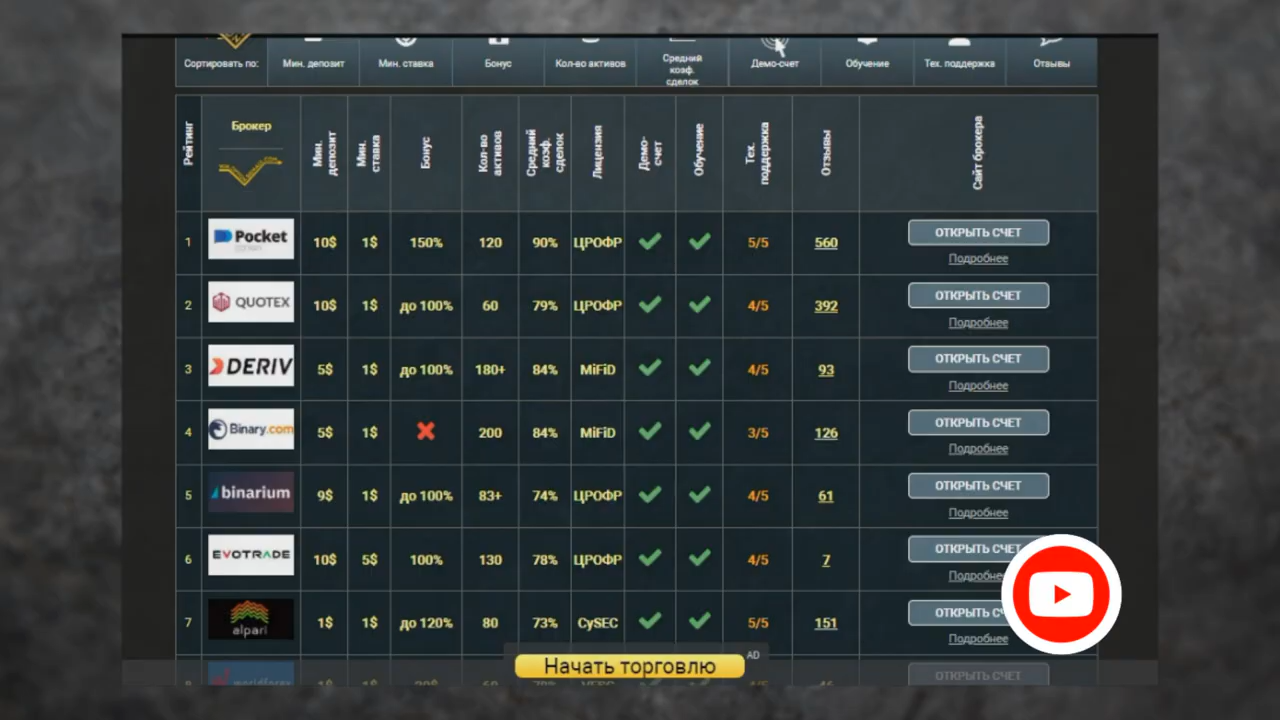 Сортировать по:
Мин. депозит
Мин. ставка
Бонус
Кол-во активов
Средний
коэф.
сделок
Демо-счет
Обучение
Тех. поддержка
Отзывы
Рейтинг
Брокер
Мин.
депозит
Мин.
ставка
Бонус
Кол-во
активов
Средний
коэф.
сделок
Лицензия
Демо-
счет
Обучение
Тех.
поддержка
Отзывы
Сайт брокера
1 Pocket 10$ 1$ 150% 120 90% ЦРОФР 5/5 560 ОТКРЫТЬ СЧЕТ
Подробнее
2 QUOTEX 10$ 1$ до 100% 60 79% ЦРОФР 4/5 392 ОТКРЫТЬ СЧЕТ
Подробнее
3 DERIV 5$ 1$ до 100% 180+ 84% MiFiD 4/5 93 ОТКРЫТЬ СЧЕТ
Подробнее
4 Binary.com 5$ 1$ 200 84% MiFiD 3/5 126 ОТКРЫТЬ СЧЕТ
Подробнее
5 binarium 9$ 1$ до 100% 83+ 74% ЦРОФР 4/5 61 ОТКРЫТЬ СЧЕТ
Подробнее
6 EVOTRADE 10$ 5$ 100% 130 78% ЦРОФР 4/5 7 ОТКРЫТЬ СЧЕТ
Подробнее
7 alpari 1$ 1$ до 120% 80 73% CySEC 5/5 151 ОТКРЫТЬ СЧ
Подробнее
AD
Начать торговлю
ОТКРЫТЬ СЧЕТ